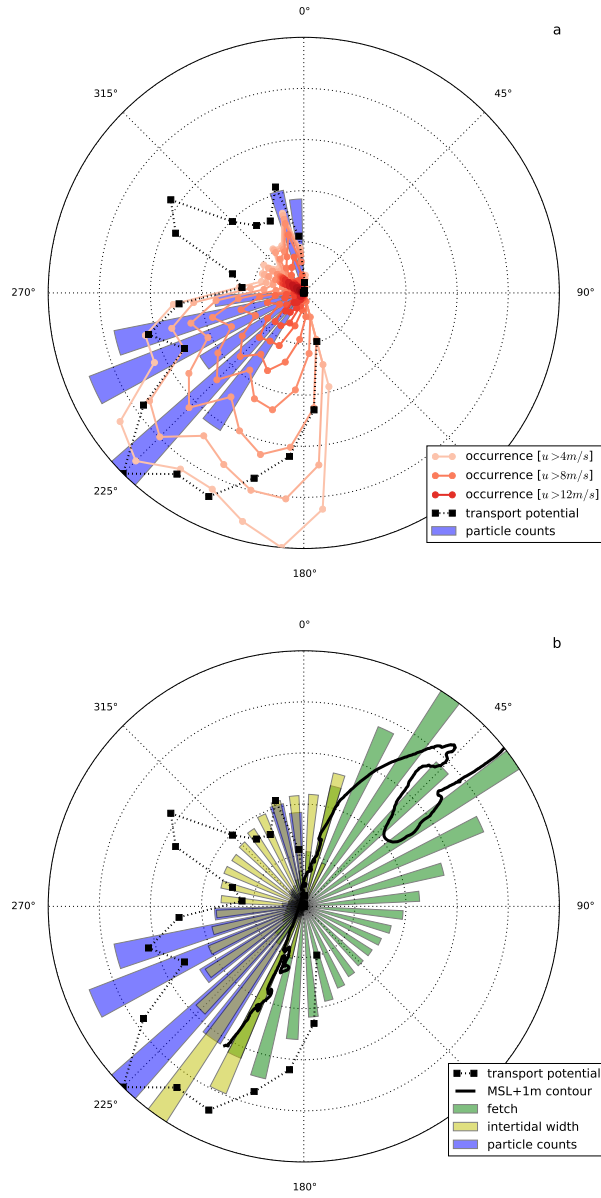 0°
a
315°
45°
270°
90°
occurrence [u >4m/s]
occurrence [u >8m/s]
occurrence [u >12m/s]
transport potential
particle counts
225°
180°
0°
b
315°
45°
270°
90°
transport potential
MSL+1m contour
fetch
intertidal width
particle counts
225°
180°